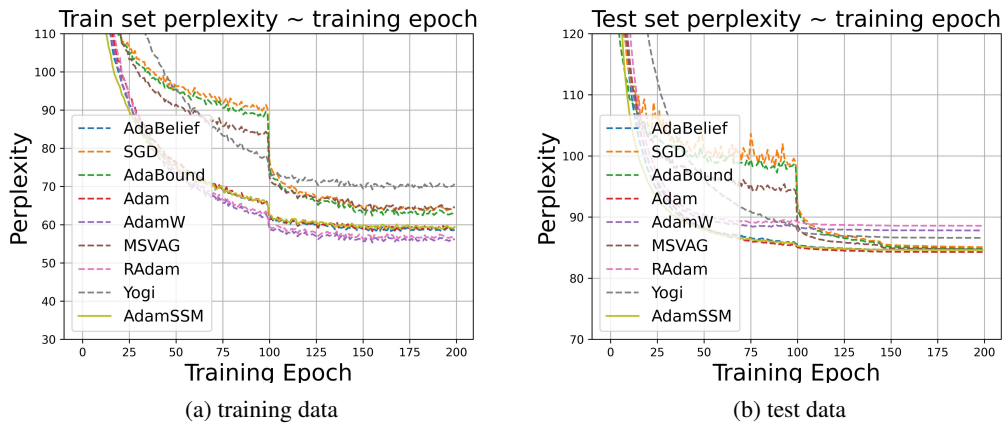 Train set perplexity ~ training epoch
110
100
90
80
70
60
50
40
30
Perplexity
AdaBelief
SGD
AdaBound
Adam
AdamW
MSVAG
RAdam
Yogi
AdamSSM
0 25 50 75 100 125 150 175 200
Training Epoch
(a) training data
Test set perplexity ~ training epoch
120
110
100
90
80
70
Perplexity
AdaBelief
SGD
AdaBound
Adam
AdamW
MSVAG
RAdam
Yogi
AdamSSM
0 25 50 75 100 125 150 175 200
Training Epoch
(b) test data